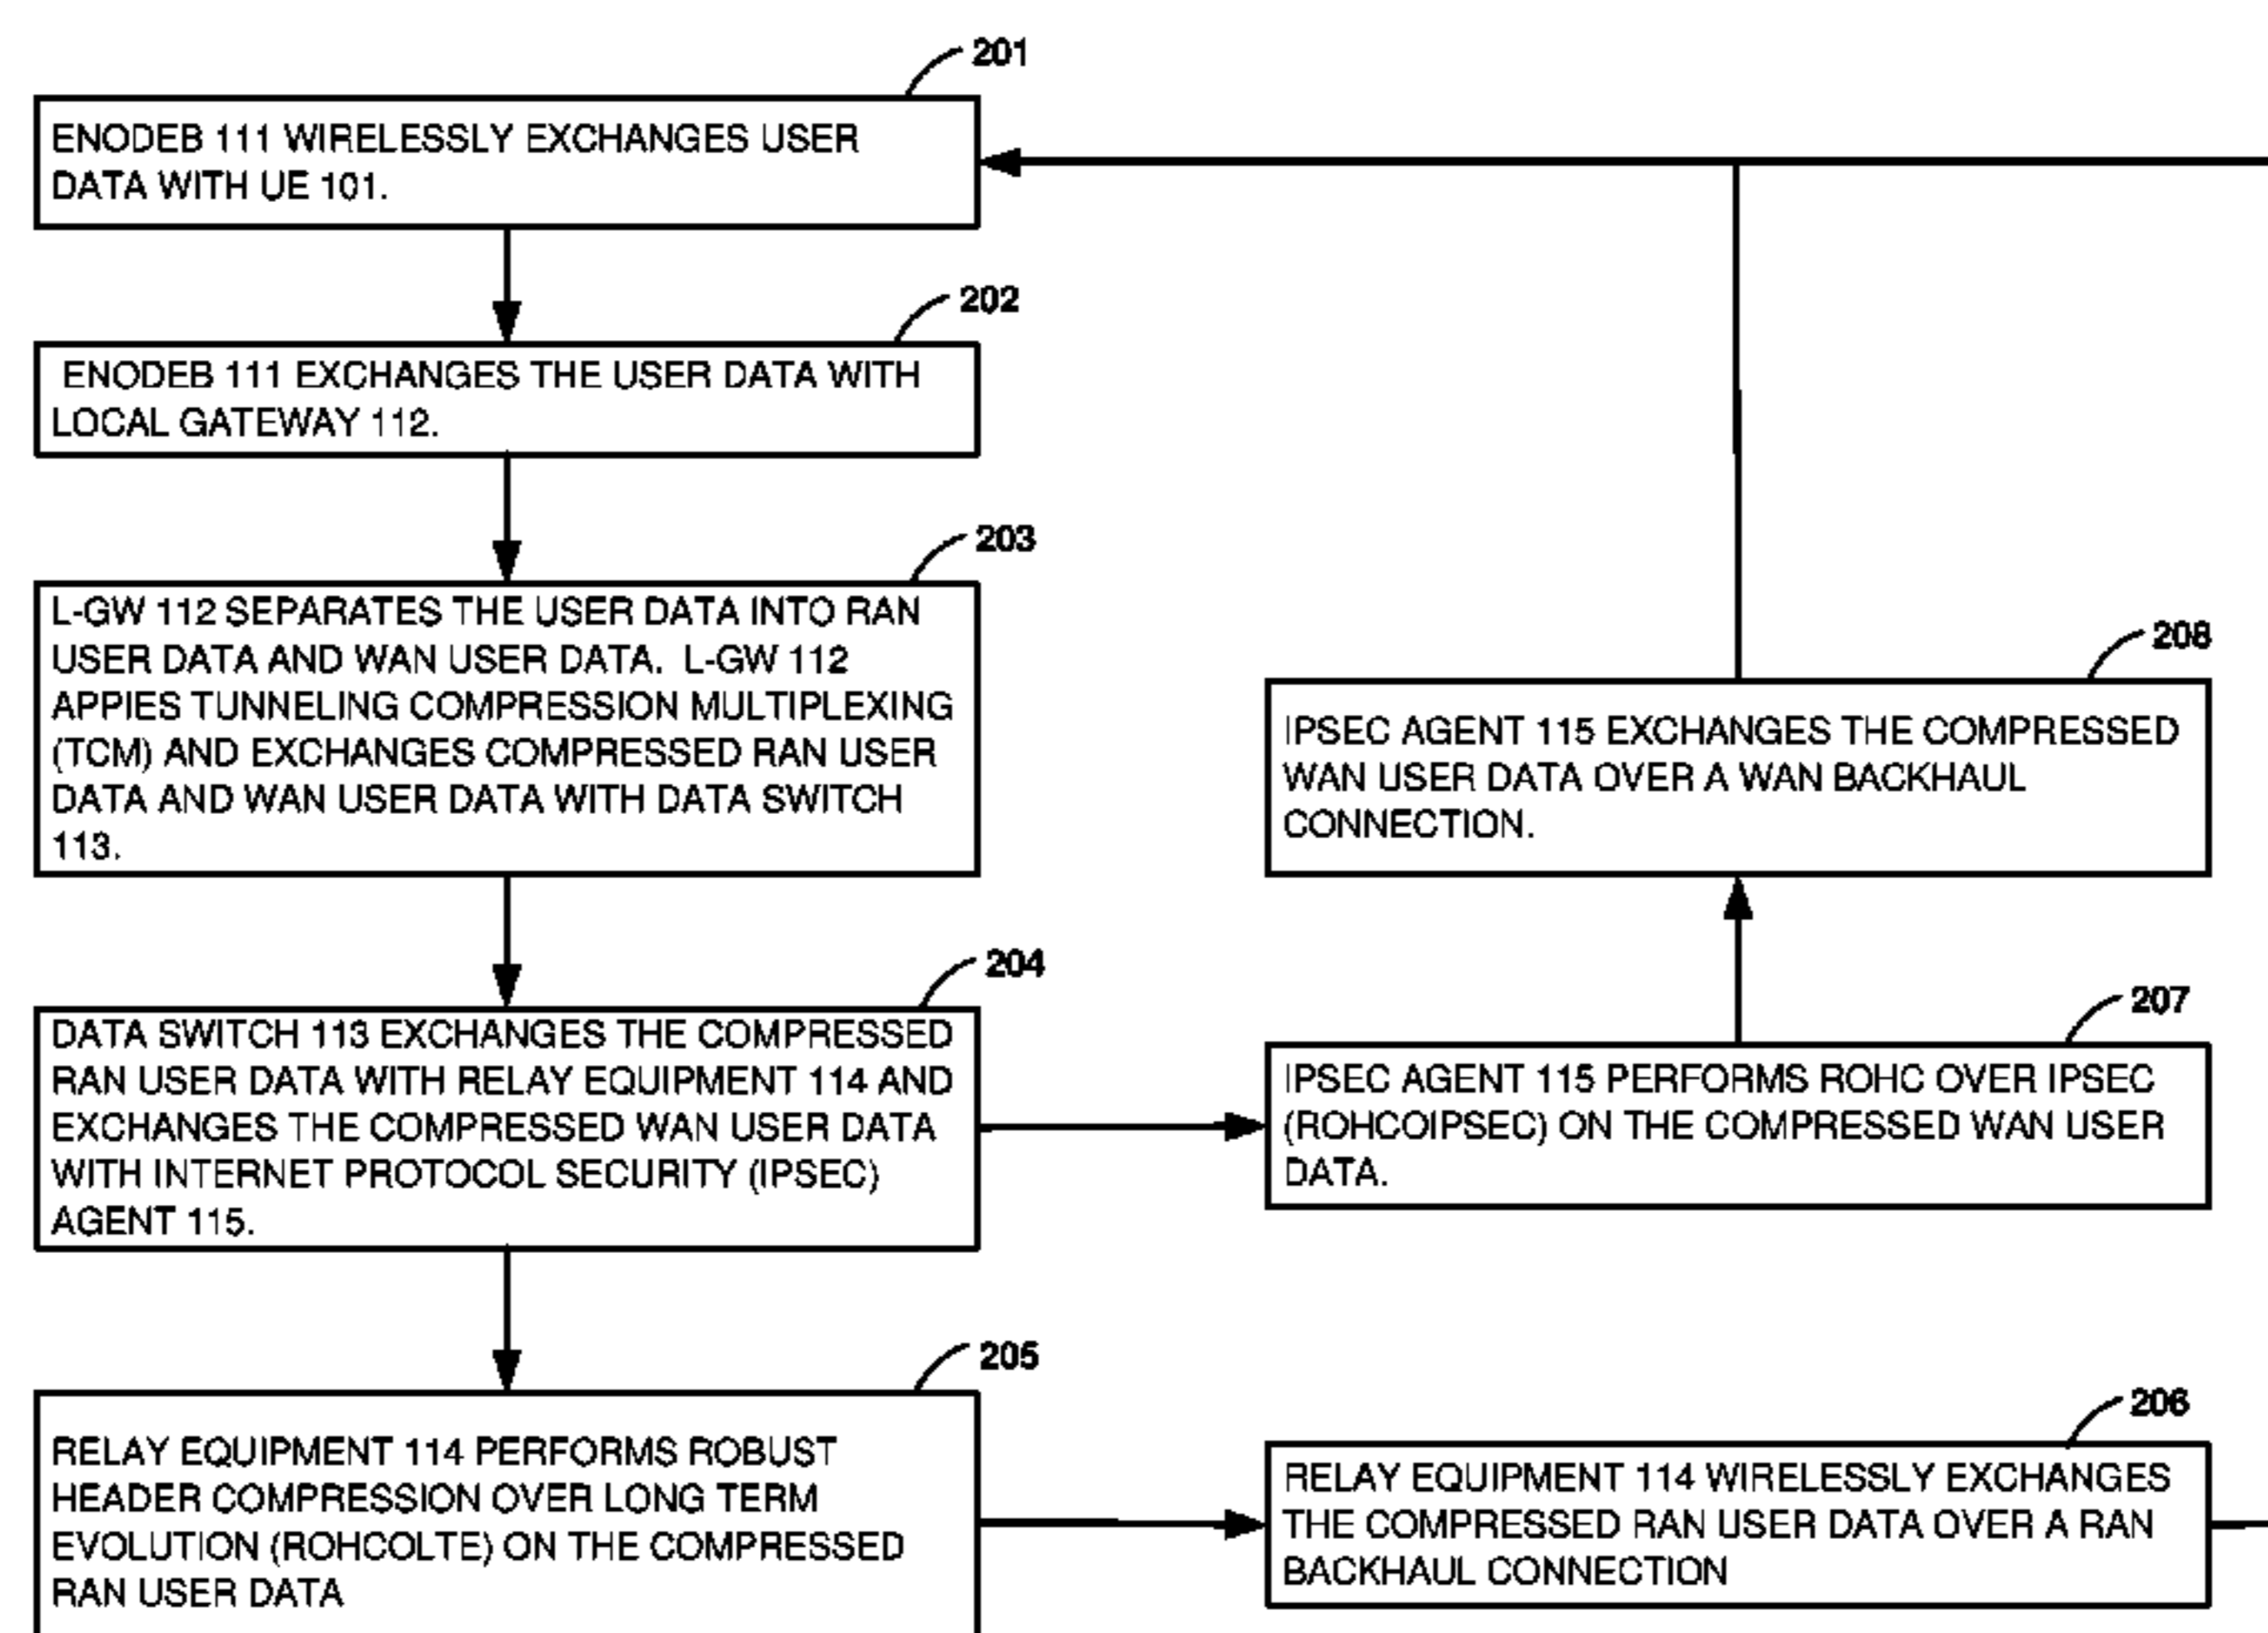 201
ENODEB 111 WIRELESSLY EXCHANGES USER
DATA WITH UE 101.
202
ENODEB 111 EXCHANGES THE USER DATA WITH
LOCAL GATEWAY 112.
203
L-GW 112 SEPARATES THE USER DATA INTO RAN
USER DATA AND WAN USER DATA. L-GW 112
APPIES TUNNELING COMPRESSION MULTIPLEXING
(TCM) AND EXCHANGES COMPRESSED RAN USER
DATA AND WAN USER DATA WITH DATA SWITCH
113.
204
DATA SWITCH 113 EXCHANGES THE COMPRESSED
RAN USER DATA WITH RELAY EQUIPMENT 114 AND
EXCHANGES THE COMPRESSED WAN USER DATA
WITH INTERNET PROTOCOL SECURITY (IPSEC)
AGENT 115.
205
RELAY EQUIPMENT 114 PERFORMS ROBUST
HEADER COMPRESSION OVER LONG TERM
EVOLUTION (ROHCOLTE) ON THE COMPRESSED
RAN USER DATA
206
RELAY EQUIPMENT 114 WIRELESSLY EXCHANGES
THE COMPRESSED RAN USER DATA OVER A RAN
BACKHAUL CONNECTION
207
IPSEC AGENT 115 PERFORMS ROHC OVER IPSEC
(ROHCOIPSEC) ON THE COMPRESSED WAN USER
DATA.
208
IPSEC AGENT 115 EXCHANGES THE COMPRESSED
WAN USER DATA OVER A WAN BACKHAUL
CONNECTION.